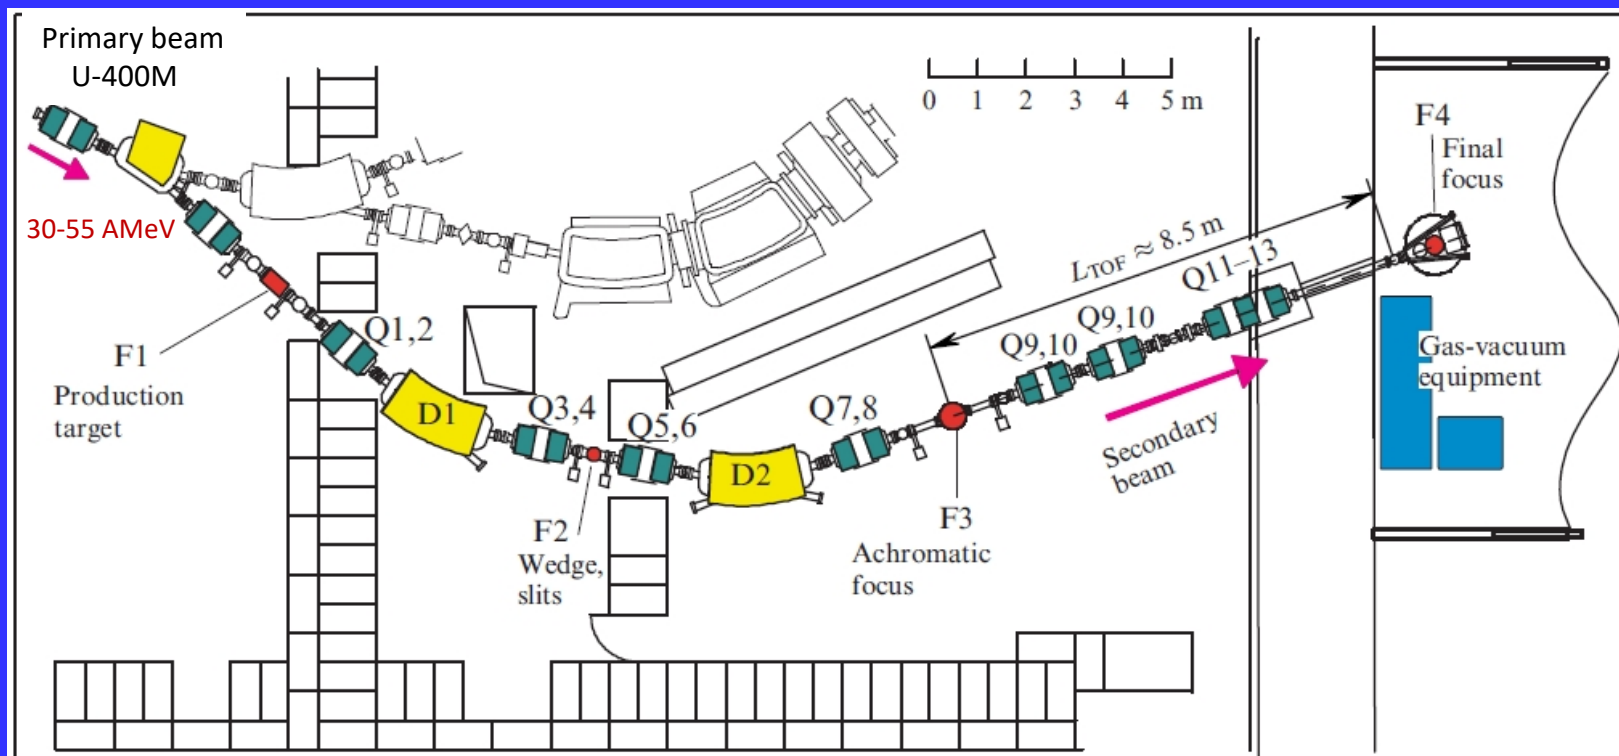 Primary beam
U-400M
30-55 AMeV
0 1 2 3 4 5 m
F4
Final
focus
L_TOF ≈ 8.5 m
Q11–13
Q9,10
Q9,10
Q1,2
F1
Production
target
D1
Q3,4
Q5,6
Q7,8
D2
Gas-vacuum
equipment
Secondary
beam
F2
Wedge,
slits
F3
Achromatic
focus